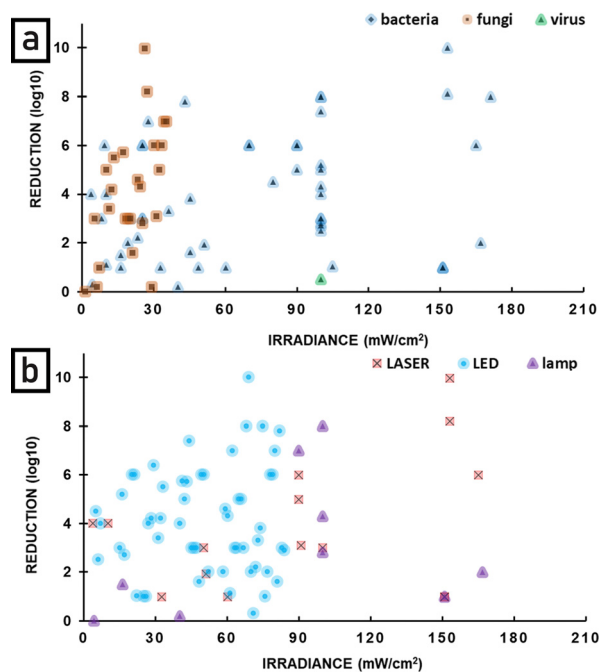 a
bacteria fungi virus
REDUCTION (log10)
10
8
6
4
2
0
0 30 60 90 120 150 180 210
IRRADIANCE (mW/cm²)
b
LASER LED lamp
REDUCTION (log10)
10
8
6
4
2
0
0 30 60 90 120 150 180 210
IRRADIANCE (mW/cm²)